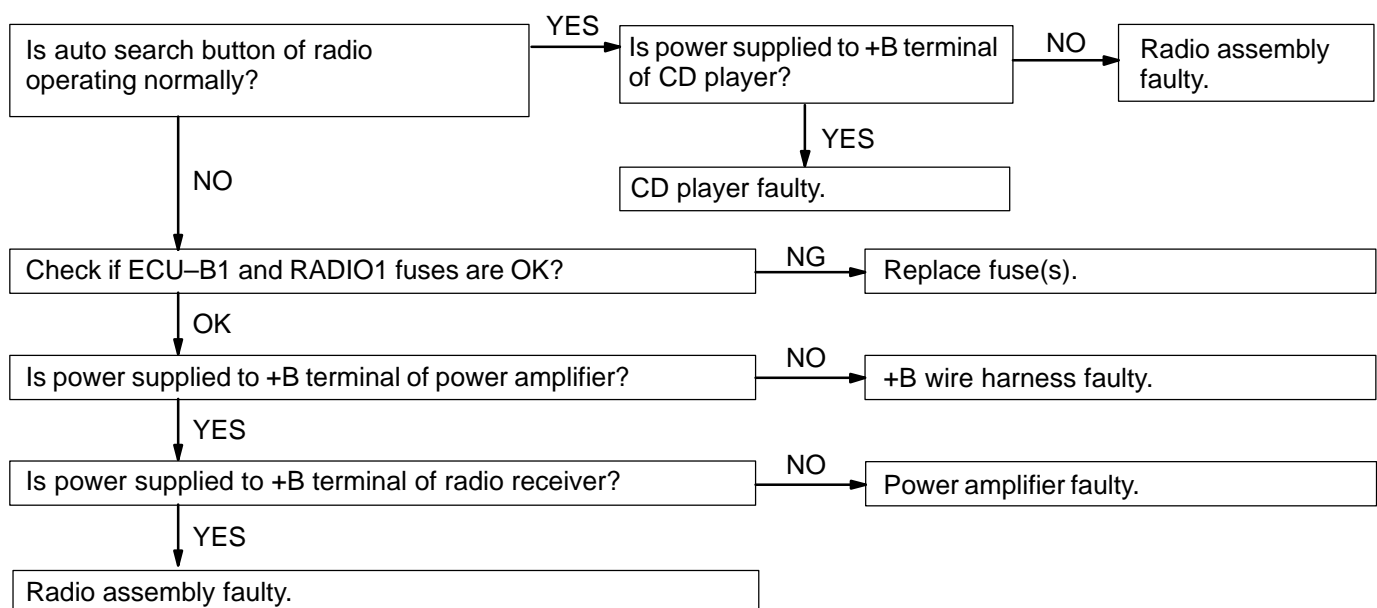 Is auto search button of radio
operating normally?
YES
Is power supplied to +B terminal
of CD player?
NO
Radio assembly
faulty.
YES
CD player faulty.
NO
Check if ECU–B1 and RADIO1 fuses are OK?
NG
Replace fuse(s).
OK
Is power supplied to +B terminal of power amplifier?
NO
+B wire harness faulty.
YES
Is power supplied to +B terminal of radio receiver?
NO
Power amplifier faulty.
YES
Radio assembly faulty.